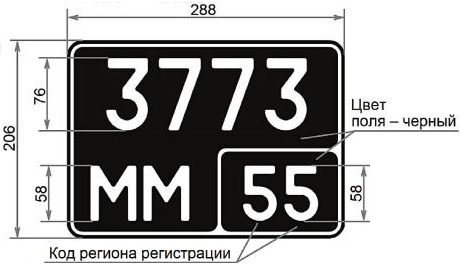 288
3773
76
206
Цвет
поля – черный
ММ 55
58
58
Код региона регистрации